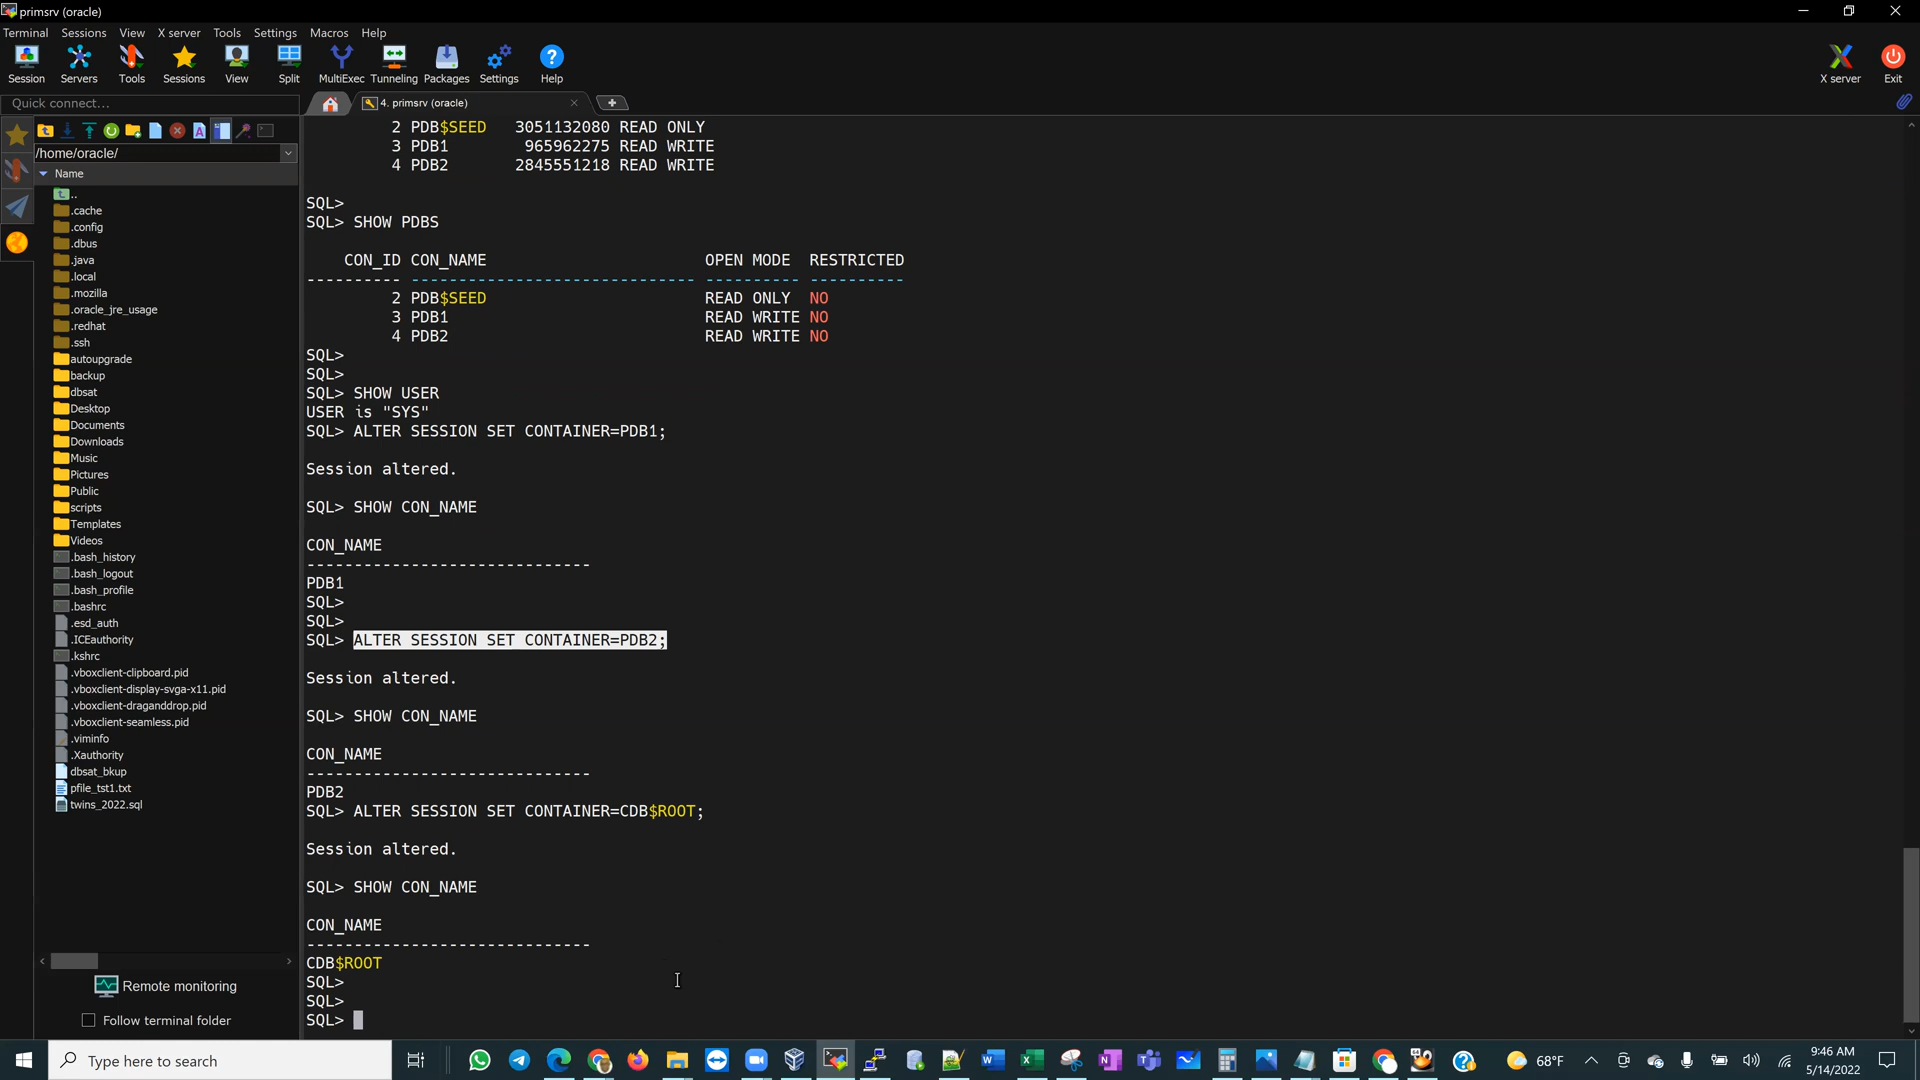 primsrv (oracle)
Terminal Sessions View X server Tools Settings Macros Help
Session Servers Tools Sessions View Split MultiExec Tunneling Packages Settings Help X server Exit
Quick connect...
4. primsrv (oracle)
/home/oracle/
Name
..
.cache
.config
.dbus
.java
.local
.mozilla
.oracle_jre_usage
.redhat
.ssh
autoupgrade
backup
dbsat
Desktop
Documents
Downloads
Music
Pictures
Public
scripts
Templates
Videos
.bash_history
.bash_logout
.bash_profile
.bashrc
.esd_auth
.ICEauthority
.kshrc
.vboxclient-clipboard.pid
.vboxclient-display-svga-x11.pid
.vboxclient-draganddrop.pid
.vboxclient-seamless.pid
.viminfo
.Xauthority
dbsat_bkup
pfile_tst1.txt
twins_2022.sql
Remote monitoring
Follow terminal folder
2 PDB$SEED 3051132080 READ ONLY
3 PDB1 965962275 READ WRITE
4 PDB2 2845551218 READ WRITE
SQL>
SQL> SHOW PDBS
CON_ID CON_NAME OPEN MODE RESTRICTED
---------- ------------------------------ ---------- ----------
2 PDB$SEED READ ONLY NO
3 PDB1 READ WRITE NO
4 PDB2 READ WRITE NO
SQL>
SQL>
SQL> SHOW USER
USER is "SYS"
SQL> ALTER SESSION SET CONTAINER=PDB1;
Session altered.
SQL> SHOW CON_NAME
CON_NAME
------------------------------
PDB1
SQL>
SQL>
SQL> ALTER SESSION SET CONTAINER=PDB2;
Session altered.
SQL> SHOW CON_NAME
CON_NAME
------------------------------
PDB2
SQL> ALTER SESSION SET CONTAINER=CDB$ROOT;
Session altered.
SQL> SHOW CON_NAME
CON_NAME
------------------------------
CDB$ROOT
SQL>
SQL>
SQL>
Type here to search
68°F
9:46 AM
5/14/2022